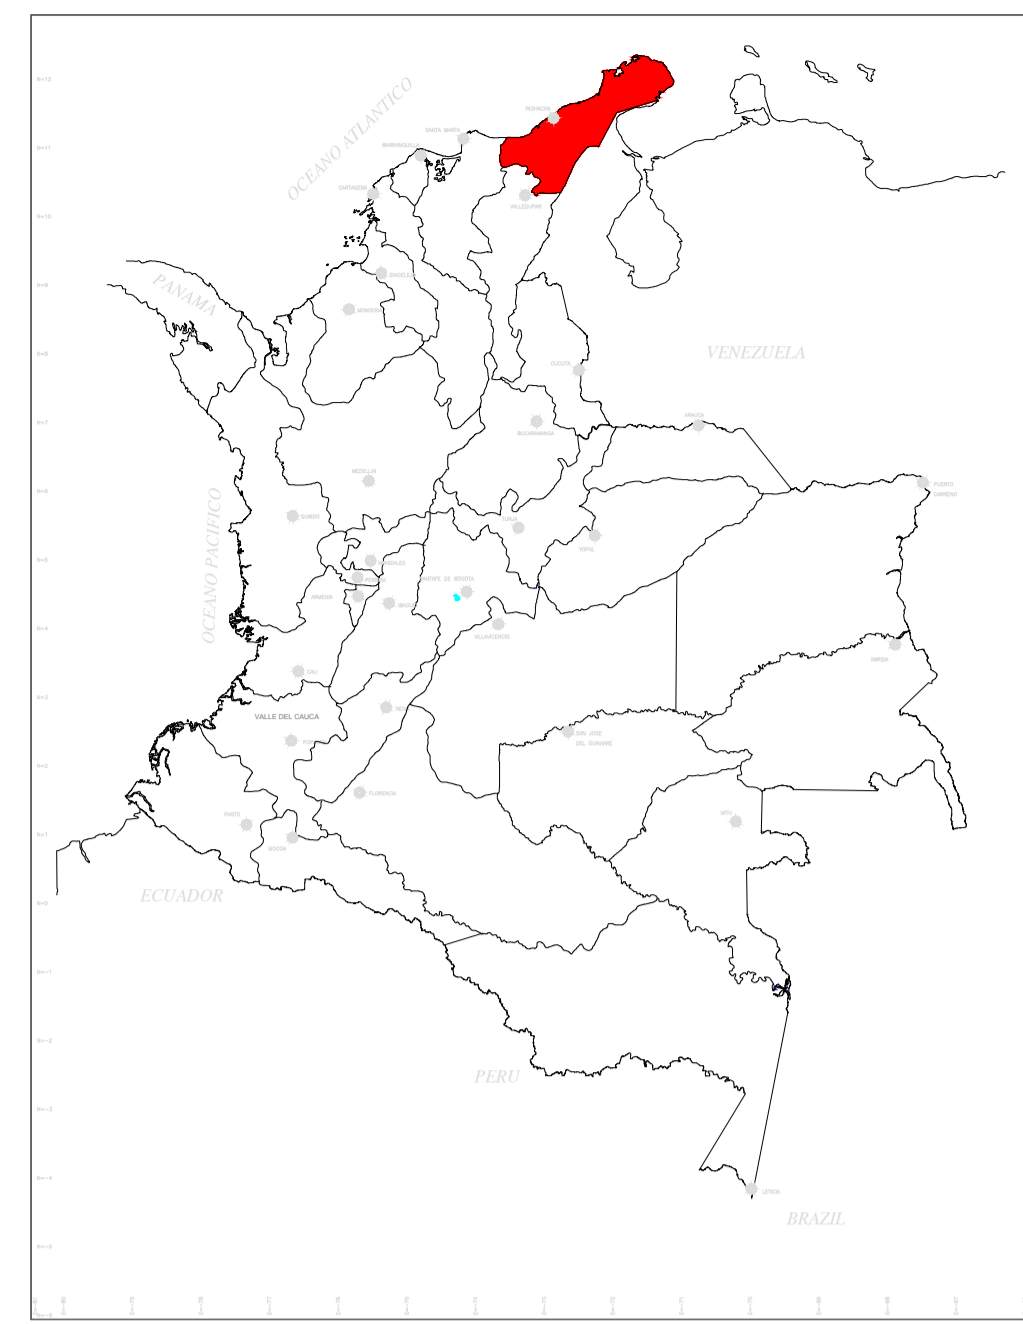 OCEANO ATLANTICO
RIOHACHA
SANTA MARTA
BARRANQUILLA
CARTAGENA
VALLEDUPAR
SINCELEJO
PANAMA
MONTERIA
VENEZUELA
CUCUTA
ARAUCA
BUCARAMANGA
MEDELLIN
PUERTO
CARRENO
OCEANO PACIFICO
QUIBDO
TUNJA
YOPAL
MANIZALES
PEREIRA
SANTAFE DE BOGOTA
ARMENIA
IBAGUE
VILLAVICENCIO
CALI
VALLE DEL CAUCA
SAN JOSE
DEL GUAVIARE
FLORENCIA
PASTO
MITU
MOCOA
ECUADOR
PERU
LETICIA
BRAZIL